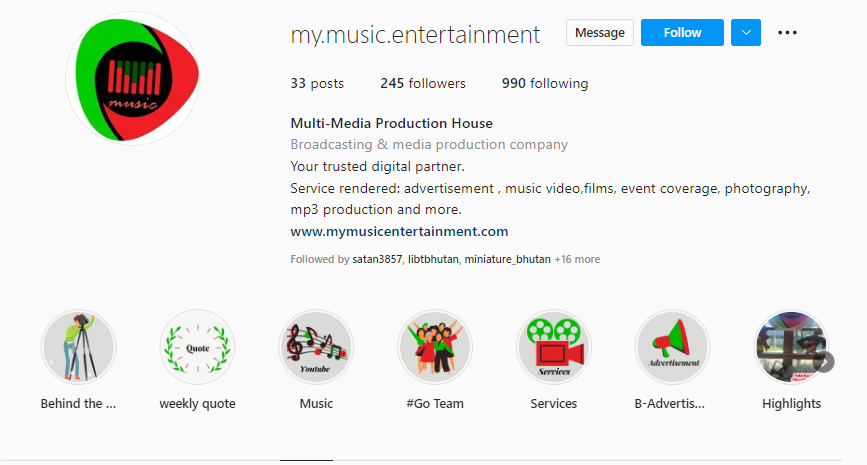 music
my.music.entertainment Message Follow
33 posts 245 followers 990 following
Multi-Media Production House
Broadcasting & media production company
Your trusted digital partner.
Service rendered: advertisement , music video,films, event coverage, photography,
mp3 production and more.
www.mymusicentertainment.com
Followed by satan3857, libtbhutan, miniature_bhutan +16 more
Quote
Youtube
Services
Advertisement
Behind the ... weekly quote Music #Go Team Services B-Advertis... Highlights